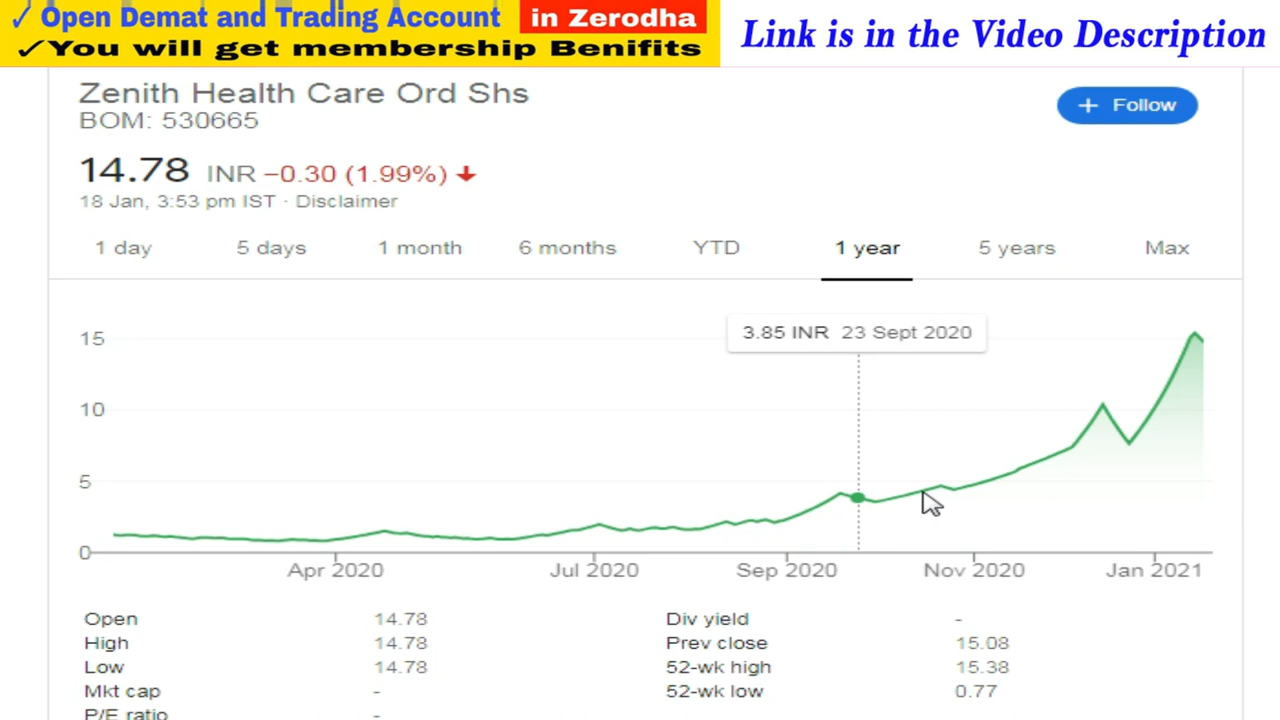 ✓ Open Demat and Trading Account in Zerodha
✓You will get membership Benifits
Link is in the Video Description
Zenith Health Care Ord Shs
BOM: 530665
+ Follow
14.78 INR −0.30 (1.99%) ↓
18 Jan, 3:53 pm IST · Disclaimer
1 day 5 days 1 month 6 months YTD 1 year 5 years Max
3.85 INR 23 Sept 2020
15
10
5
0
Apr 2020 Jul 2020 Sep 2020 Nov 2020 Jan 2021
Open 14.78 Div yield -
High 14.78 Prev close 15.08
Low 14.78 52-wk high 15.38
Mkt cap - 52-wk low 0.77
P/E ratio -